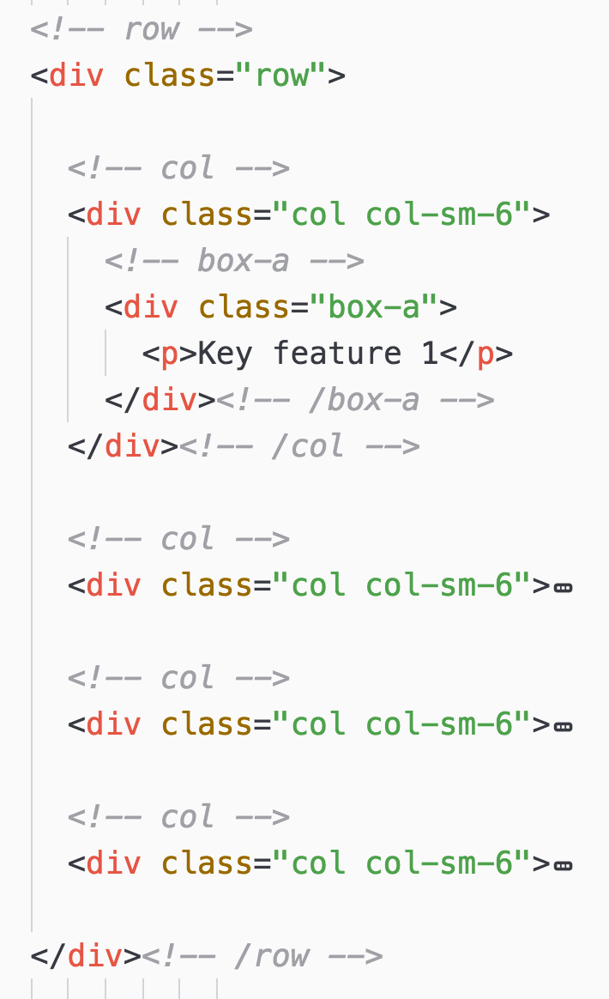 <!-- row -->
<div class="row">
<!-- col -->
<div class="col col-sm-6">
<!-- box-a -->
<div class="box-a">
<p>Key feature 1</p>
</div><!-- /box-a -->
</div><!-- /col -->
<!-- col -->
<div class="col col-sm-6">
<!-- col -->
<div class="col col-sm-6">
<!-- col -->
<div class="col col-sm-6">
</div><!-- /row -->